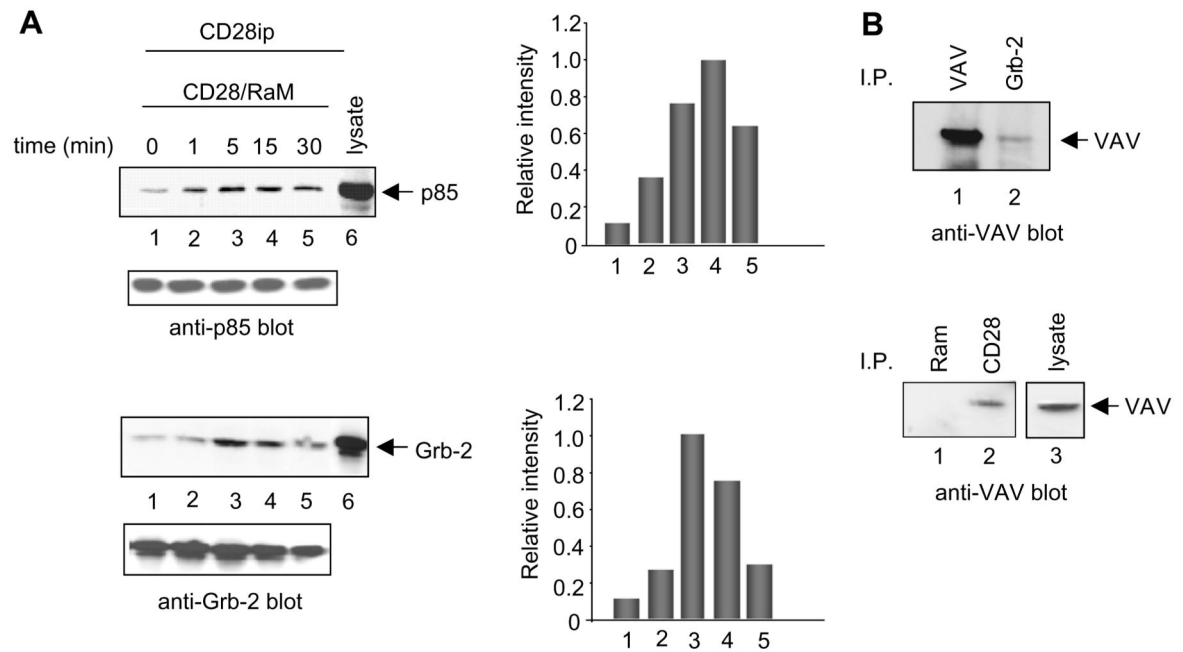 A
CD28ip
CD28/RaM
time (min) 0 1 5 15 30 lysate
p85
1 2 3 4 5 6
anti-p85 blot
Relative intensity
1.2
1.0
0.8
0.6
0.4
0.2
0
1 2 3 4 5
Grb-2
1 2 3 4 5 6
anti-Grb-2 blot
Relative intensity
1.2
1.0
0.8
0.6
0.4
0.2
0
1 2 3 4 5
B
I.P. VAV Grb-2
VAV
1 2
anti-VAV blot
I.P. Ram CD28 lysate
VAV
1 2 3
anti-VAV blot